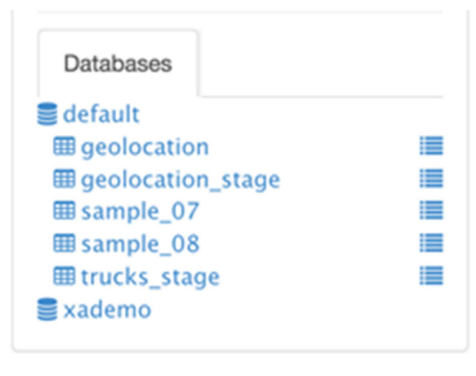 Databases
default
geolocation
geolocation_stage
sample_07
sample_08
trucks_stage
xademo